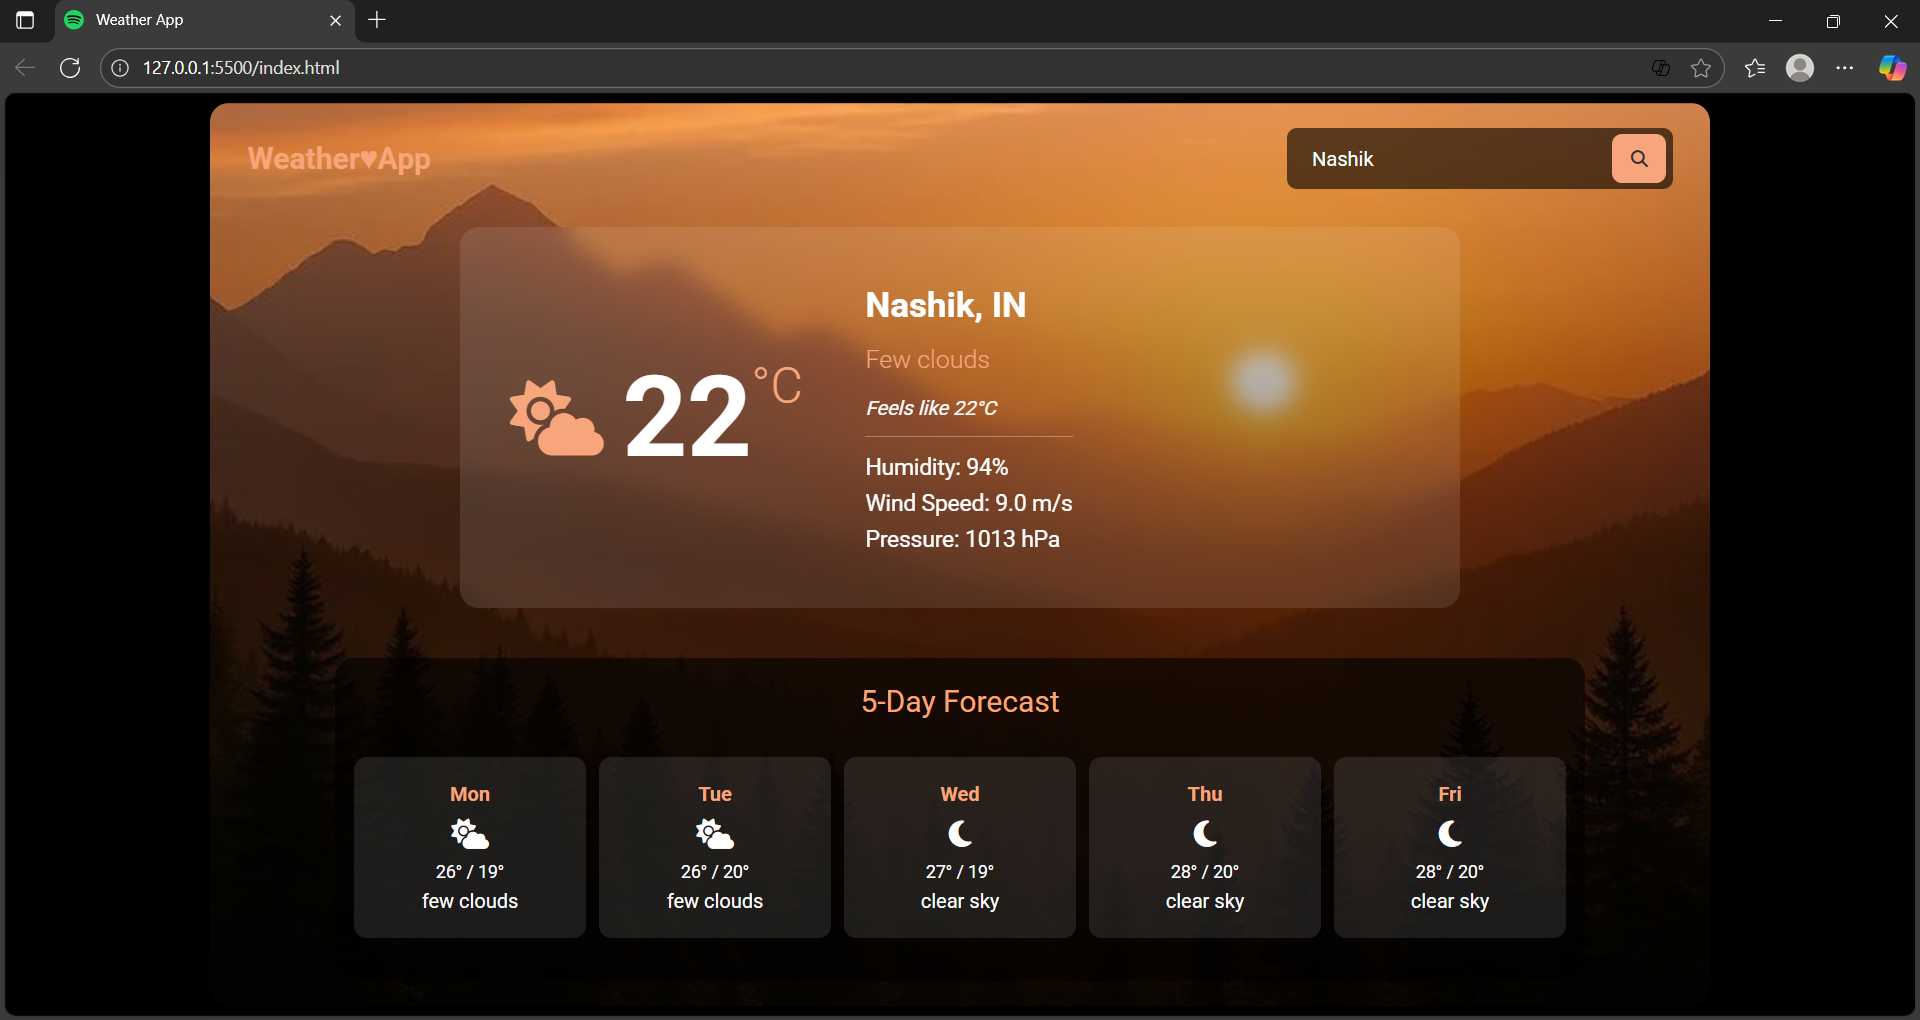 Weather App
127.0.0.1:5500/index.html
Weather♥App
Nashik
Nashik, IN
Few clouds
22°C
Feels like 22°C
Humidity: 94%
Wind Speed: 9.0 m/s
Pressure: 1013 hPa
5-Day Forecast
Mon
26° / 19°
few clouds
Tue
26° / 20°
few clouds
Wed
27° / 19°
clear sky
Thu
28° / 20°
clear sky
Fri
28° / 20°
clear sky